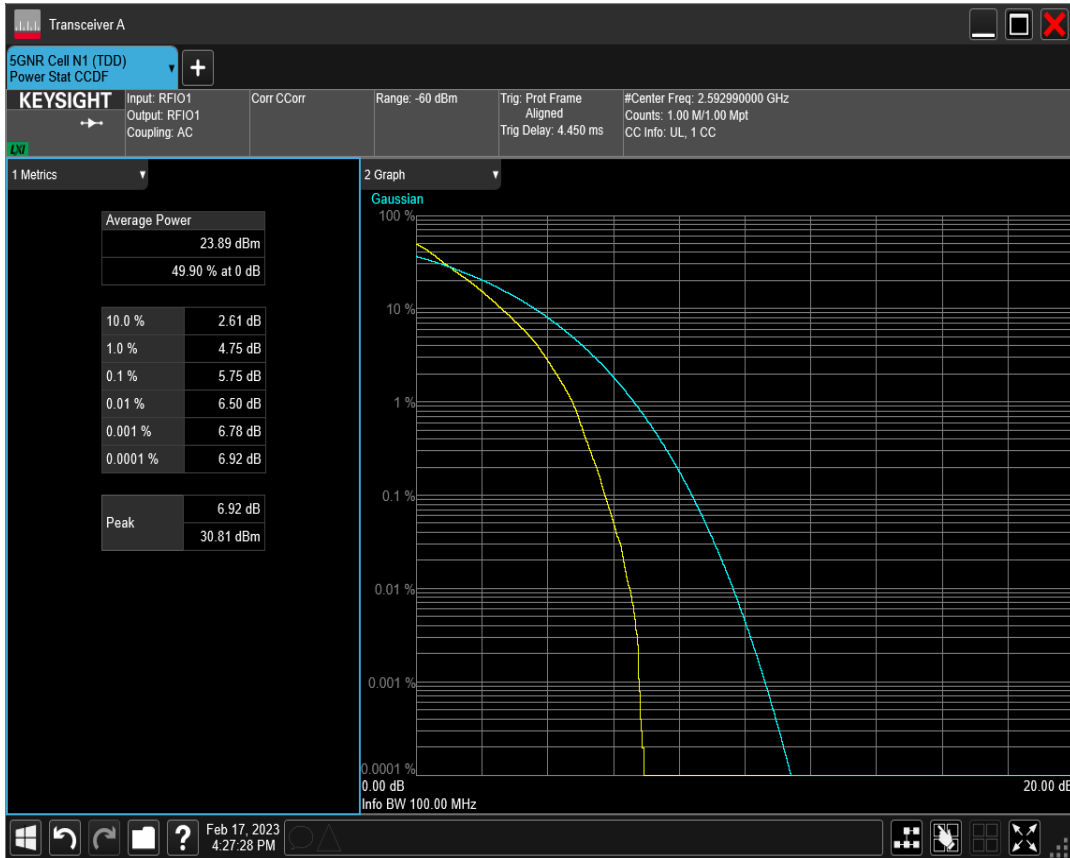 Transceiver A
5GNR Cell N1 (TDD)
Power Stat CCDF
+
KEYSIGHT
LXI
Input: RFIO1
Output: RFIO1
Coupling: AC
Corr CCorr
Range: -60 dBm
Trig: Prot Frame
Aligned
Trig Delay: 4.450 ms
#Center Freq: 2.592990000 GHz
Counts: 1.00 M/1.00 Mpt
CC Info: UL, 1 CC
1 Metrics
Average Power
23.89 dBm
49.90 % at 0 dB
10.0 % 2.61 dB
1.0 % 4.75 dB
0.1 % 5.75 dB
0.01 % 6.50 dB
0.001 % 6.78 dB
0.0001 % 6.92 dB
Peak
6.92 dB
30.81 dBm
2 Graph
Gaussian
100 %
10 %
1 %
0.1 %
0.01 %
0.001 %
0.0001 %
0.00 dB 20.00 dB
Info BW 100.00 MHz
?
Feb 17, 2023
4:27:28 PM